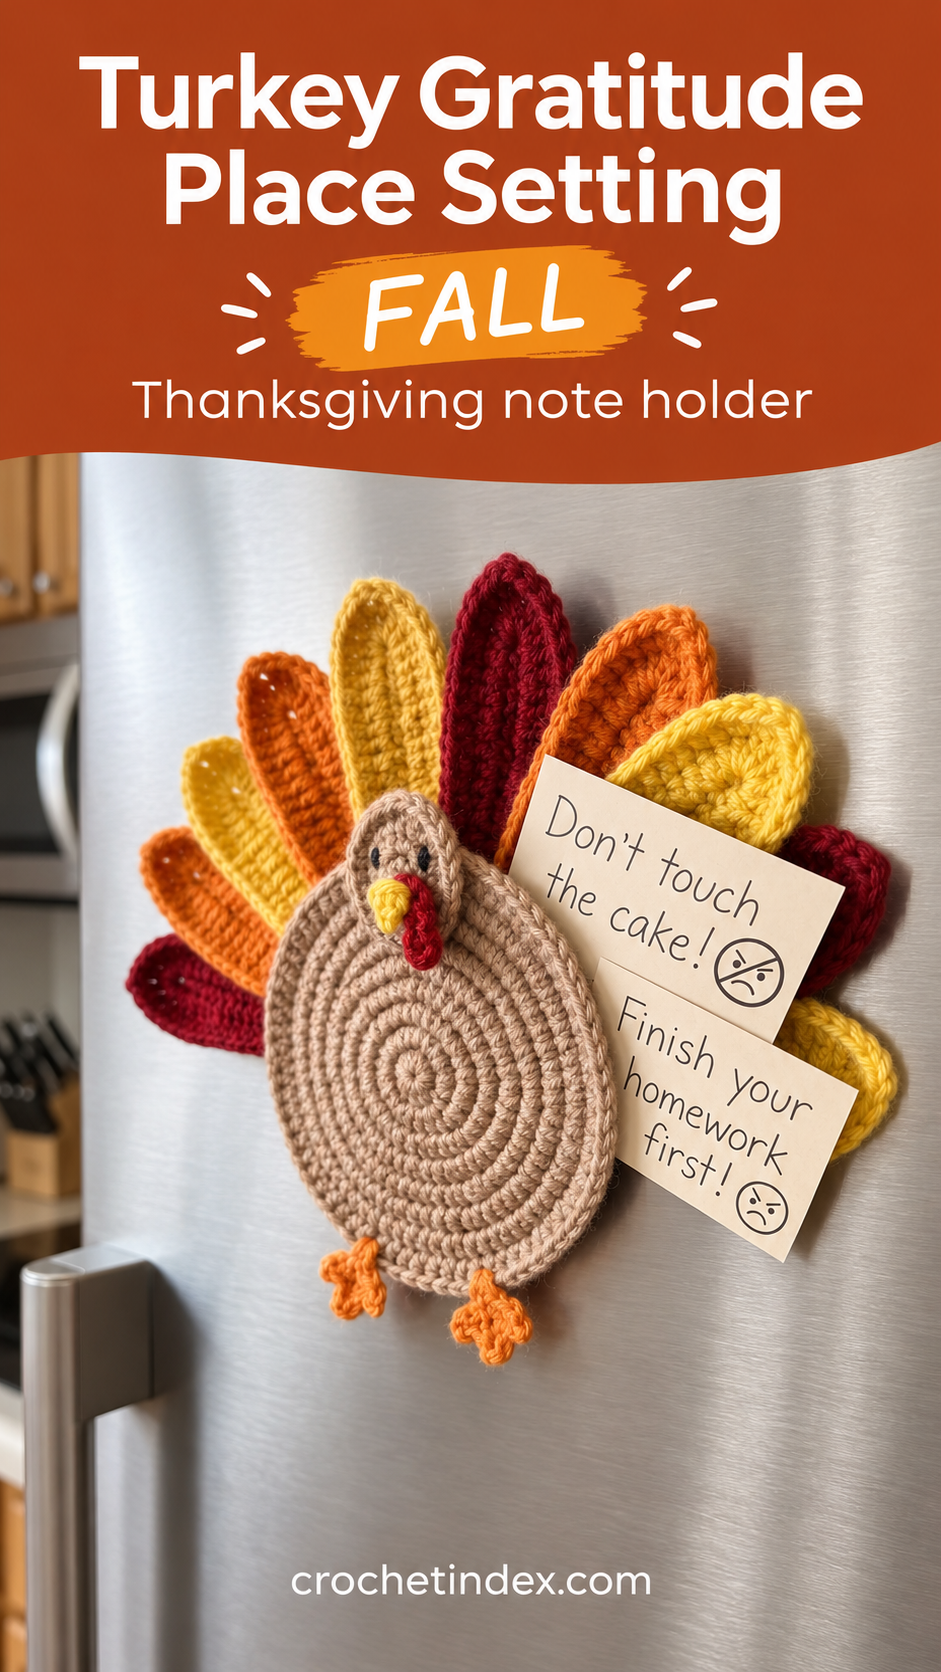 Turkey Gratitude
Place Setting
FALL
Thanksgiving note holder
Don't touch
the cake!
Finish your
homework
first!
crochetindex.com